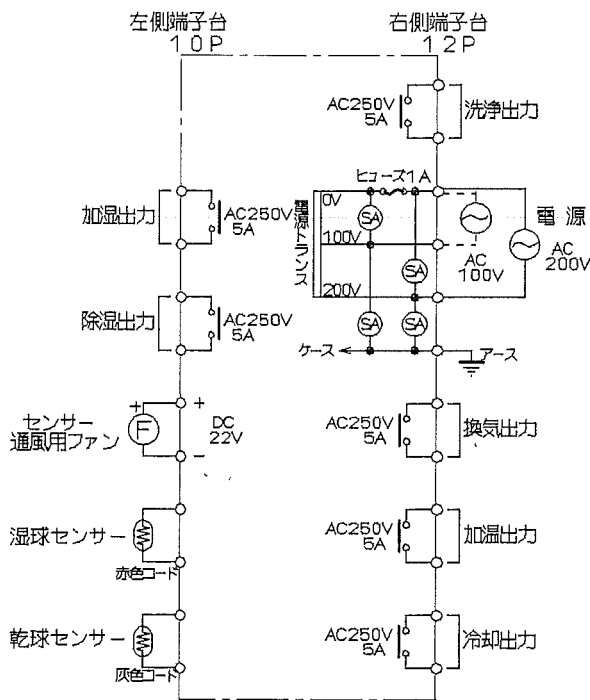 左側端子台
10P
右側端子台
12P
AC250V
5A
洗浄出力
ヒューズ1A
0V
電源トランス
SA
100V
SA
200V
SA
SA
AC
100V
電源
AC
200V
ケース
アース
加湿出力
AC250V
5A
除湿出力
AC250V
5A
センサー
通風用ファン
+
F
+
DC
22V
-
AC250V
5A
換気出力
湿球センサー
赤色コード
AC250V
5A
加温出力
乾球センサー
灰色コード
AC250V
5A
冷却出力